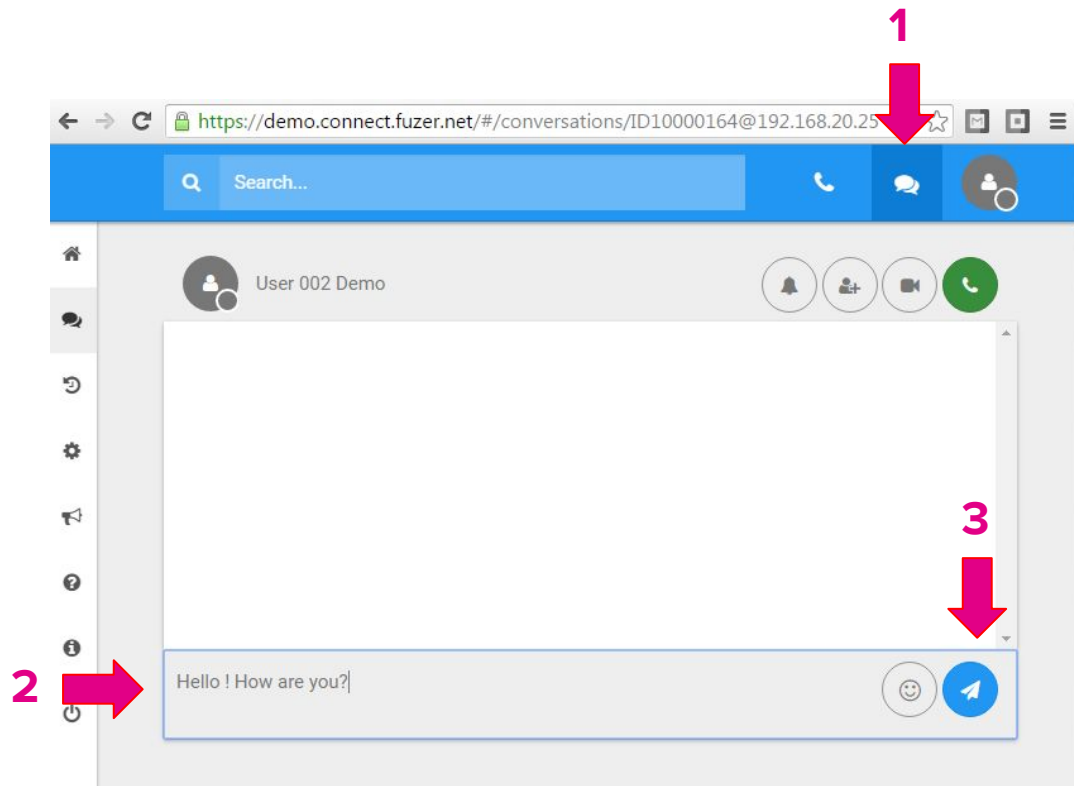 1
https://demo.connect.fuzer.net/#/conversations/ID10000164@192.168.20.25
Search...
User 002 Demo
3
2
Hello ! How are you?